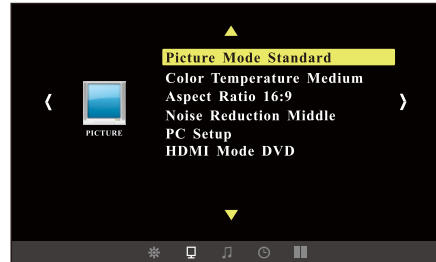 Picture Mode Standard
Color Temperature Medium
Aspect Ratio 16:9
Noise Reduction Middle
PC Setup
HDMI Mode DVD
PICTURE